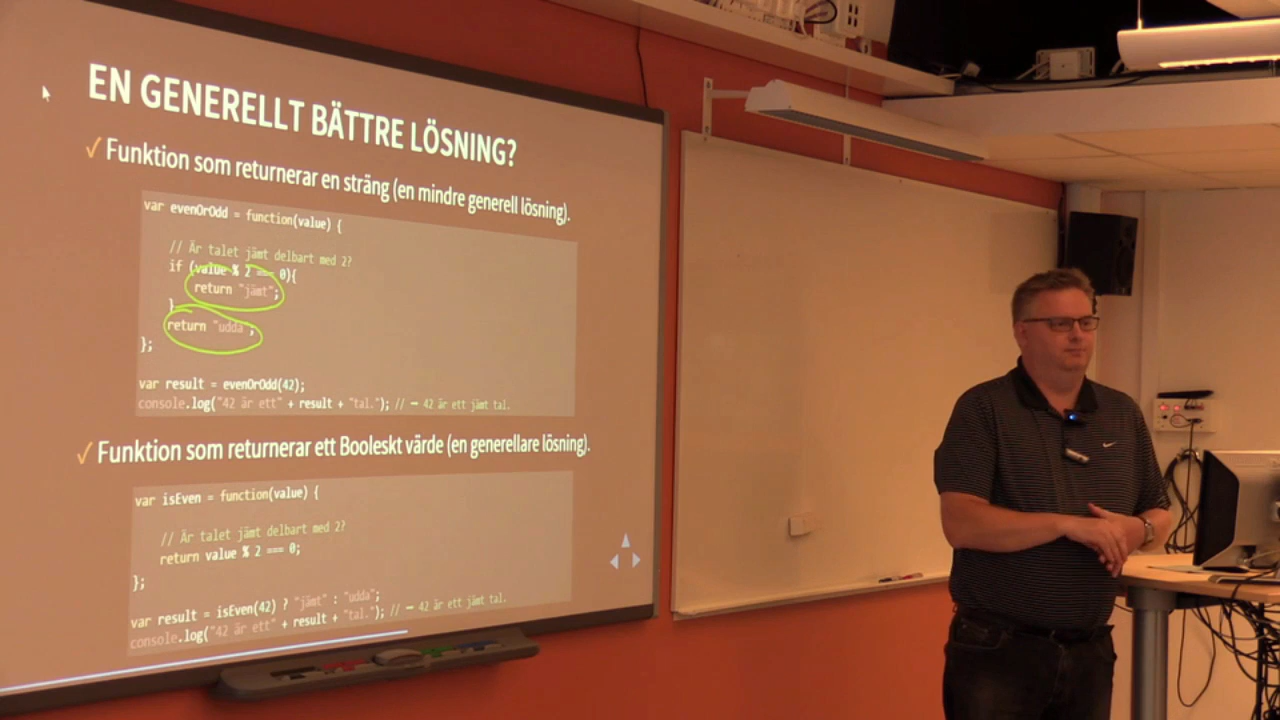 EN GENERELLT BÄTTRE LÖSNING?
✓ Funktion som returnerar en sträng (en mindre generell lösning).
var evenOrOdd = function(value) {
// Är talet jämt delbart med 2?
if (value % 2 === 0){
return "jämt";
}
return "udda";
};
var result = evenOrOdd(42);
console.log("42 är ett" + result + "tal."); // → 42 är ett jämt tal.
✓ Funktion som returnerar ett Booleskt värde (en generellare lösning).
var isEven = function(value) {
// Är talet jämt delbart med 2?
return value % 2 === 0;
};
var result = isEven(42) ? "jämt" : "udda";
console.log("42 är ett" + result + "tal."); // → 42 är ett jämt tal.